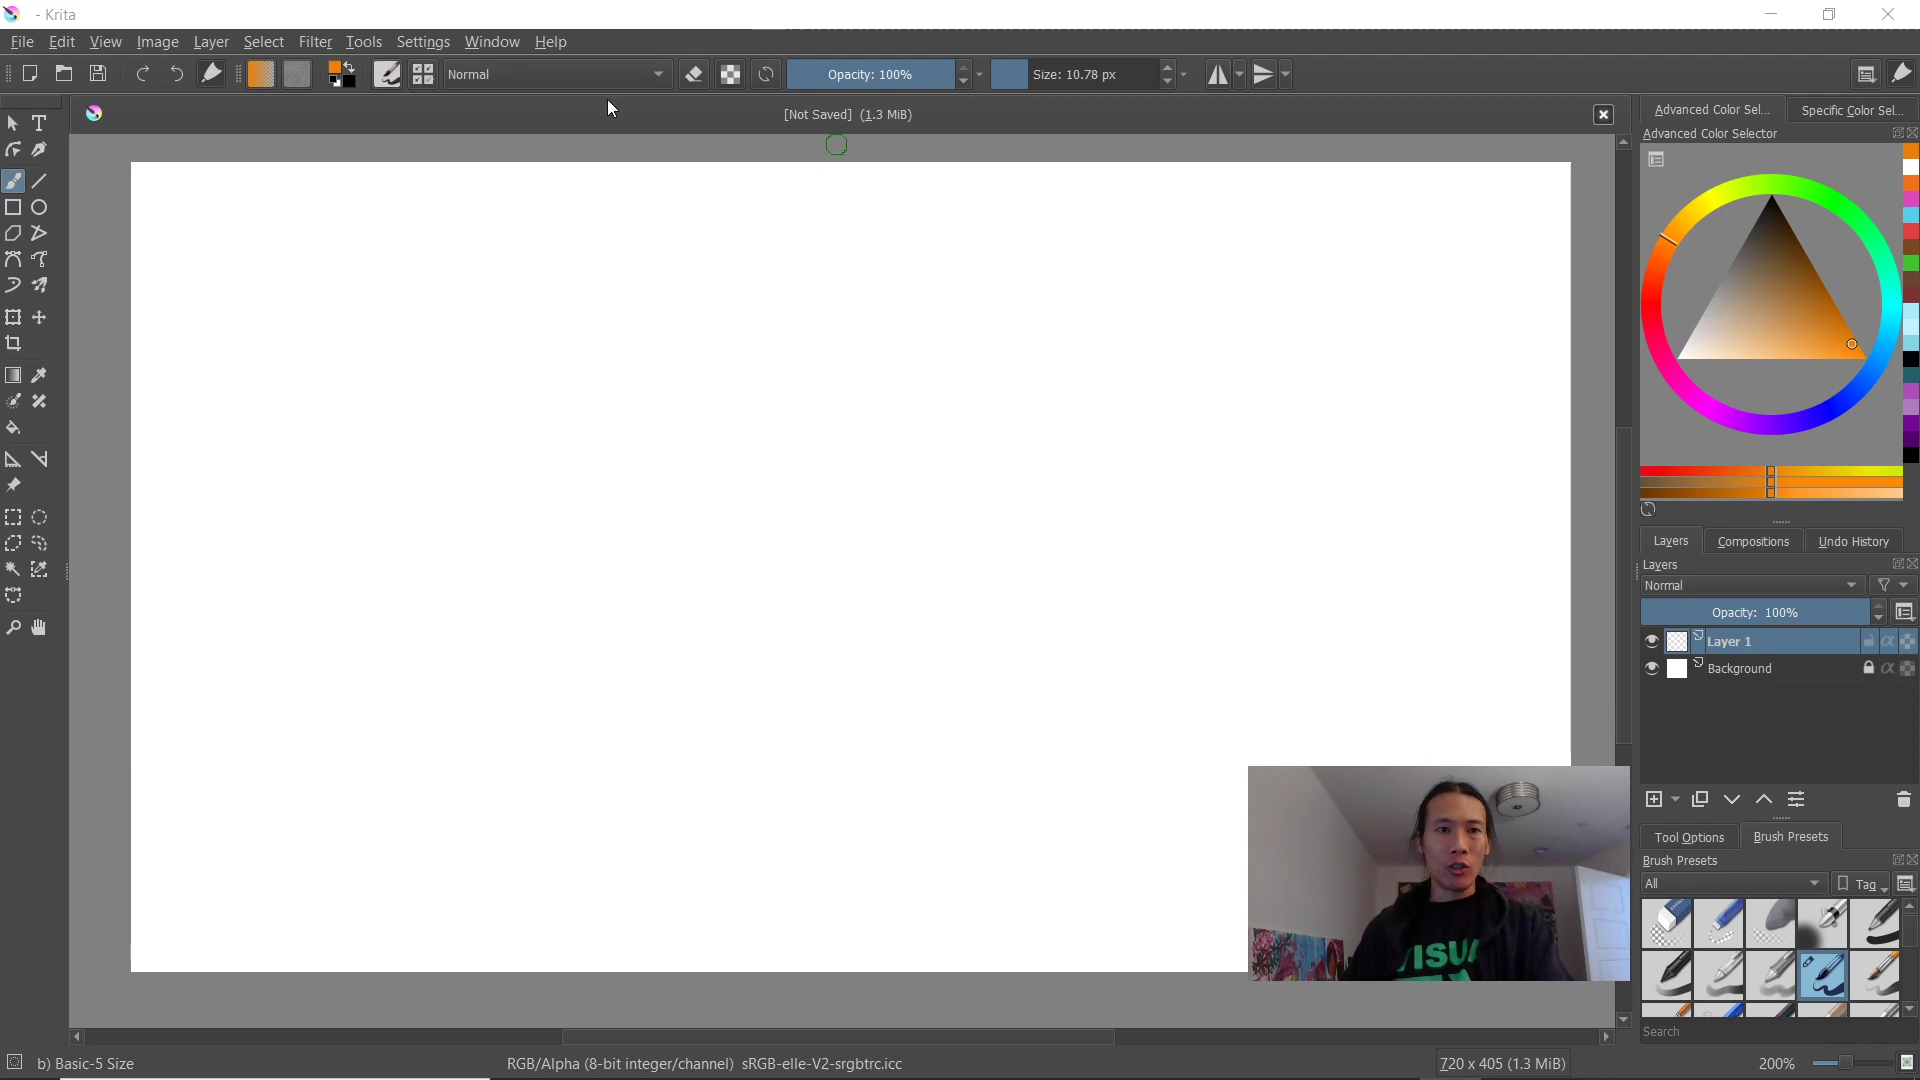 - Krita
File Edit View Image Layer Select Filter Tools Settings Window Help
Normal Opacity: 100% Size: 10.78 px
[Not Saved] (1.3 MiB)
Advanced Color Sel... Specific Color Sel...
Advanced Color Selector
Layers Compositions Undo History
Layers
Normal
Opacity: 100%
Layer 1
Background
Tool Options Brush Presets
Brush Presets
All Tag
Search
b) Basic-5 Size RGB/Alpha (8-bit integer/channel) sRGB-elle-V2-srgbtrc.icc 720 x 405 (1.3 MiB) 200%